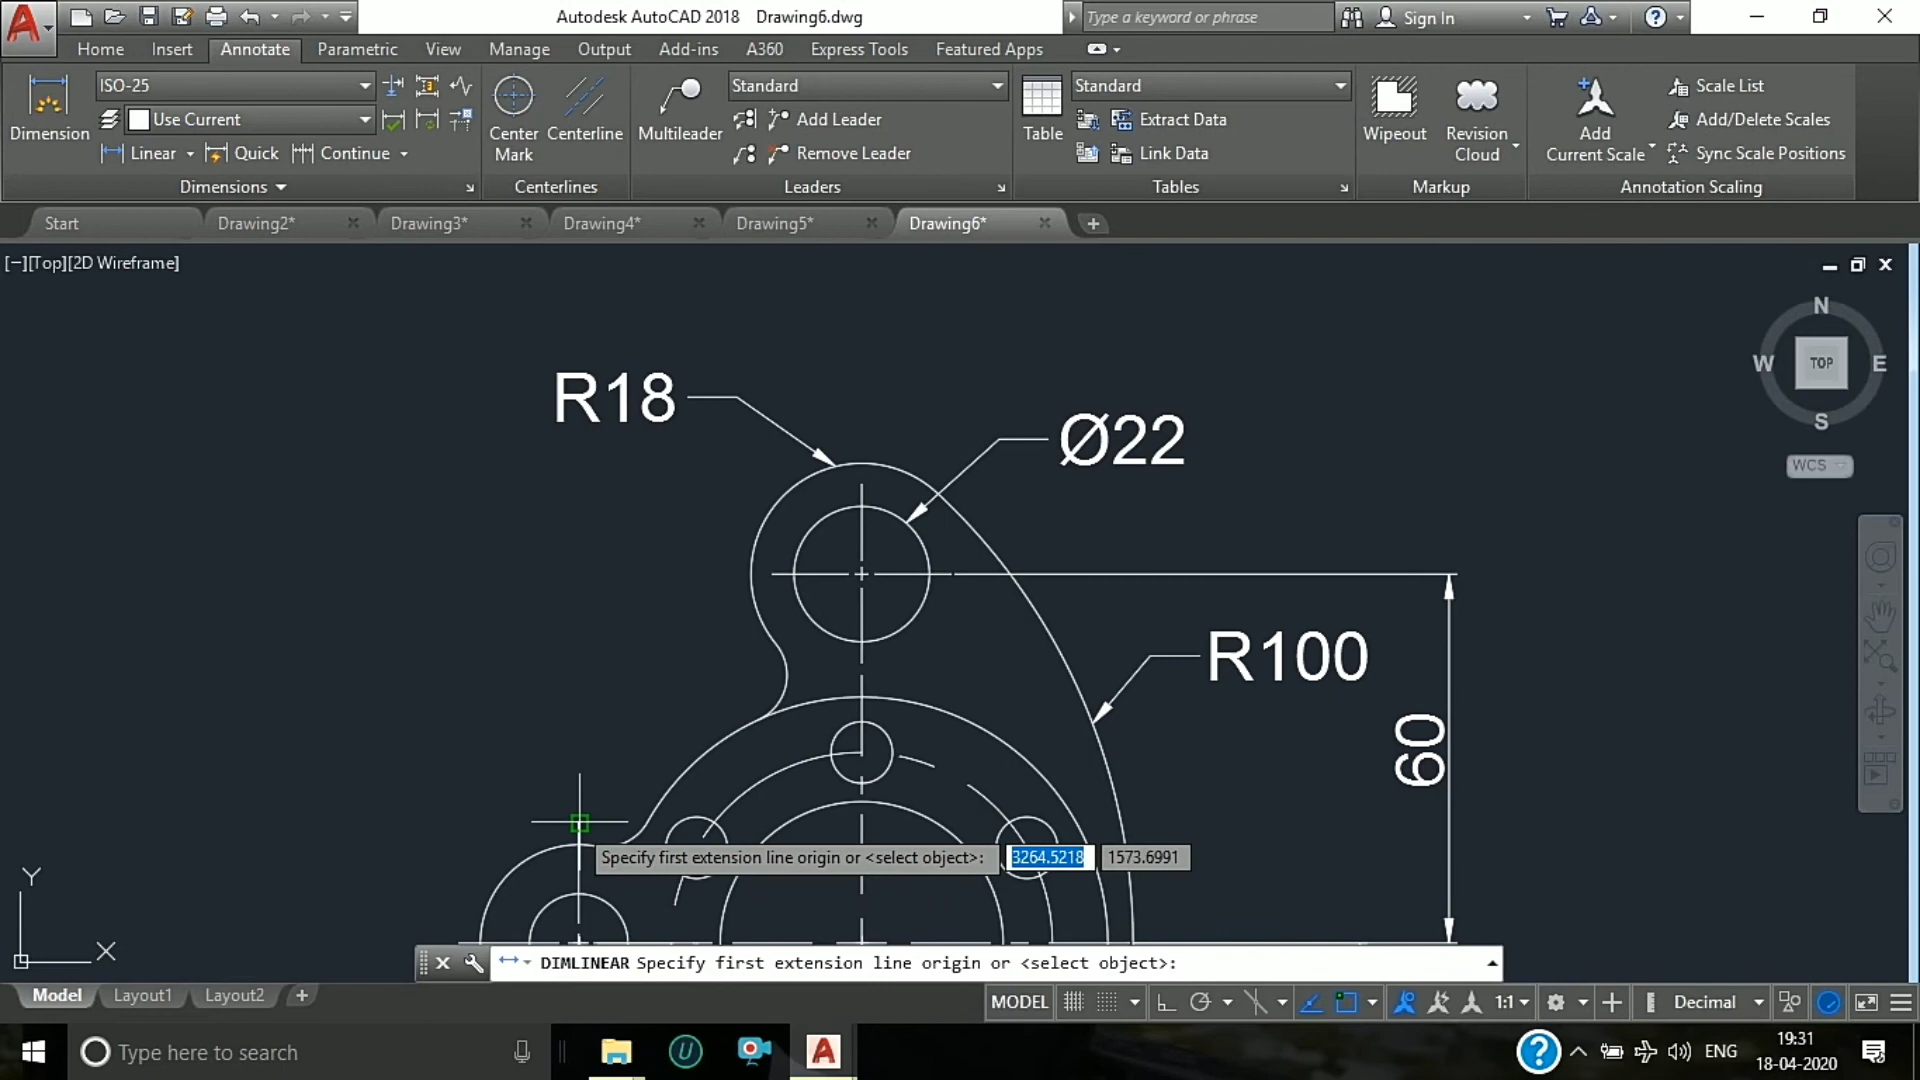 Autodesk AutoCAD 2018 Drawing6.dwg
Type a keyword or phrase
Sign In
Home Insert Annotate Parametric View Manage Output Add-ins A360 Express Tools Featured Apps
ISO-25
Use Current
Dimension
Linear Quick Continue
Dimensions
Center Mark
Centerline
Centerlines
Multileader
Standard
Add Leader
Remove Leader
Leaders
Table
Standard
Extract Data
Link Data
Tables
Wipeout
Revision Cloud
Markup
Add Current Scale
Scale List
Add/Delete Scales
Sync Scale Positions
Annotation Scaling
Start Drawing2* Drawing3* Drawing4* Drawing5* Drawing6*
[−][Top][2D Wireframe]
N
W TOP E
S
WCS
R18
Ø22
R100
60
Specify first extension line origin or <select object>: 3264.5218 1573.6991
Y
X
DIMLINEAR Specify first extension line origin or <select object>:
Model Layout1 Layout2
MODEL 1:1 Decimal
Type here to search
ENG
19:31
18-04-2020